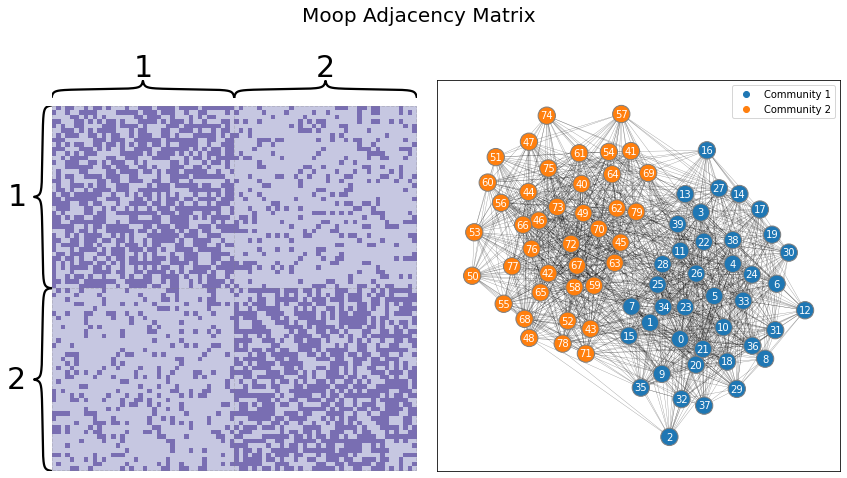 Moop Adjacency Matrix
1 2
1
2
Community 1
Community 2
74 57
47
61 54 41 16
51
75 69
64
60 40 27
44 13 14
56 73 62 3 17
49 79
66 46 39
53 70 19
72 45 22 38
76 11 30
77 67 63 28 4
50 42 26 24
58 59 25 6
65 5
55 7 34 23 33 12
68 52 1
43 10 31
48 15 0
78 21 36
71 20 18 8
9
35 29
32
37
2